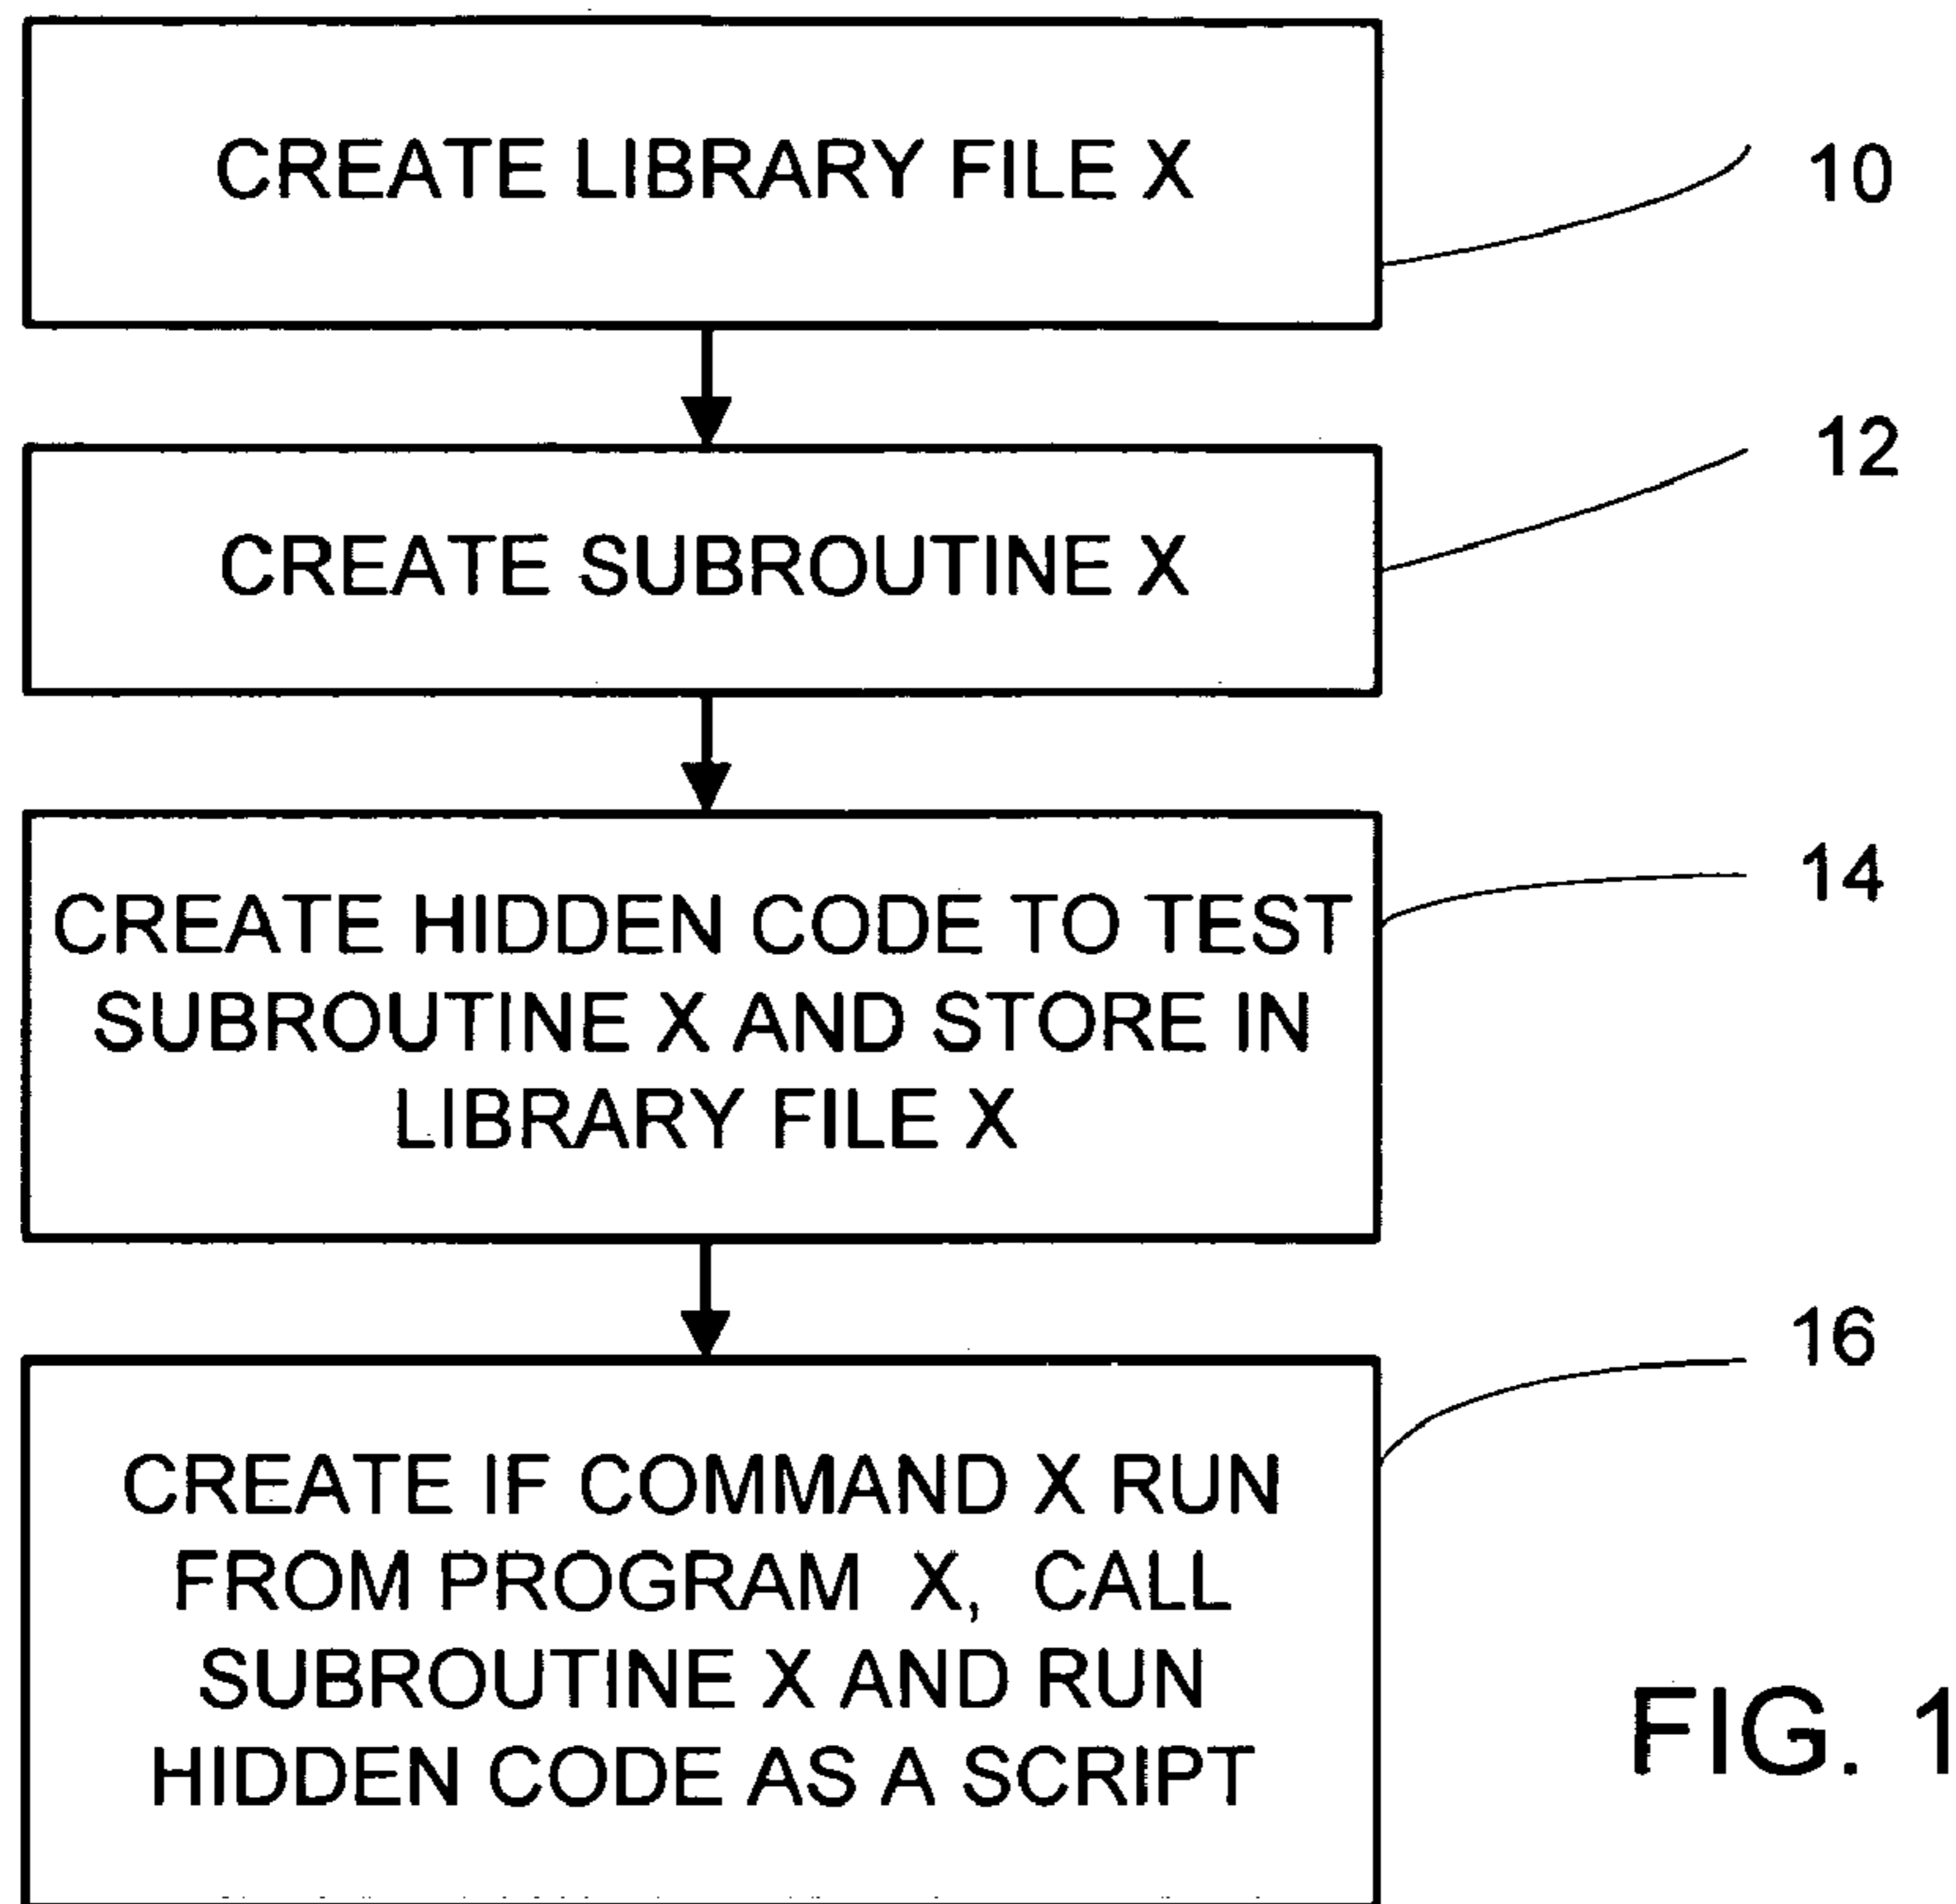 CREATE LIBRARY FILE X
10
CREATE SUBROUTINE X
12
CREATE HIDDEN CODE TO TEST
SUBROUTINE X AND STORE IN
LIBRARY FILE X
14
CREATE IF COMMAND X RUN
FROM PROGRAM X, CALL
SUBROUTINE X AND RUN
HIDDEN CODE AS A SCRIPT
16
FIG. 1